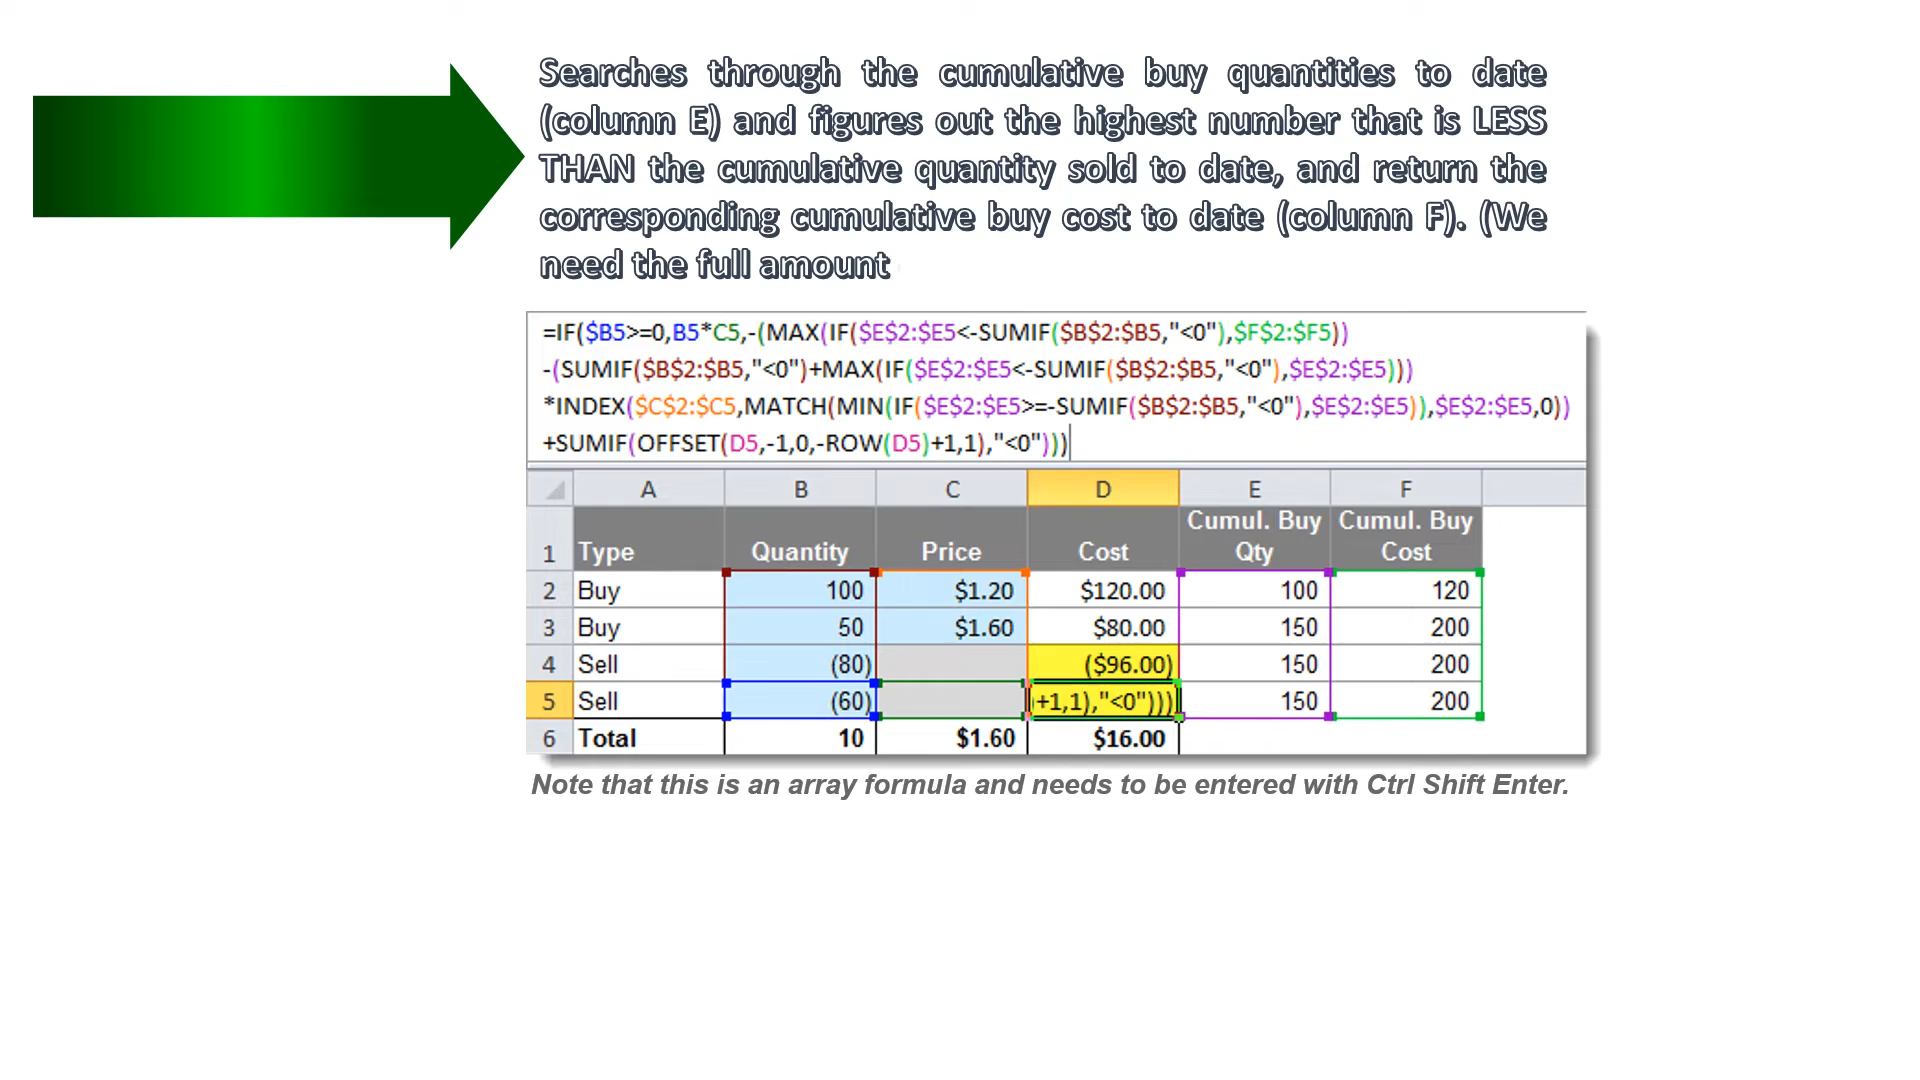 Searches through the cumulative buy quantities to date
(column E) and figures out the highest number that is LESS
THAN the cumulative quantity sold to date, and return the
corresponding cumulative buy cost to date (column F). (We
need the full amount
=IF($B5>=0,B5*C5,-(MAX(IF($E$2:$E5<-SUMIF($B$2:$B5,"<0"),$F$2:$F5))
-(SUMIF($B$2:$B5,"<0")+MAX(IF($E$2:$E5<-SUMIF($B$2:$B5,"<0"),$E$2:$E5)))
*INDEX($C$2:$C5,MATCH(MIN(IF($E$2:$E5>=-SUMIF($B$2:$B5,"<0"),$E$2:$E5)),$E$2:$E5,0))
+SUMIF(OFFSET(D5,-1,0,-ROW(D5)+1,1),"<0")))
A B C D E F
1 Type Quantity Price Cost Cumul. Buy Qty Cumul. Buy Cost
2 Buy 100 $1.20 $120.00 100 120
3 Buy 50 $1.60 $80.00 150 200
4 Sell (80) ($96.00) 150 200
5 Sell (60) )+1,1),"<0"))) 150 200
6 Total 10 $1.60 $16.00
Note that this is an array formula and needs to be entered with Ctrl Shift Enter.